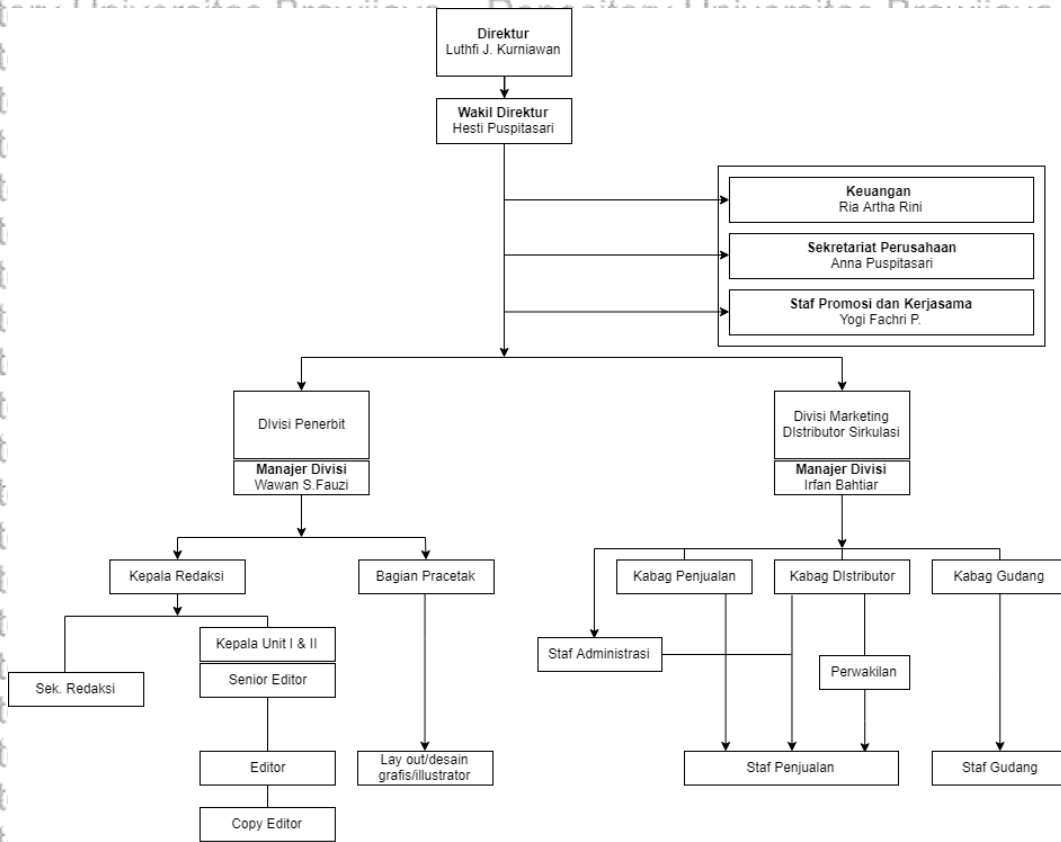 Repository Universitas Brawijaya
Direktur
Luthfi J. Kurniawan
Wakil Direktur
Hesti Puspitasari
Keuangan
Ria Artha Rini
Sekretariat Perusahaan
Anna Puspitasari
Staf Promosi dan Kerjasama
Yogi Fachri P.
DIvisi Penerbit
Manajer Divisi
Wawan S.Fauzi
Divisi Marketing
DIstributor Sirkulasi
Manajer Divisi
Irfan Bahtiar
Kepala Redaksi
Bagian Pracetak
Kabag Penjualan
Kabag DIstributor
Kabag Gudang
Kepala Unit I & II
Staf Administrasi
Sek. Redaksi
Senior Editor
Perwakilan
Editor
Lay out/desain
grafis/illustrator
Staf Penjualan
Staf Gudang
Copy Editor